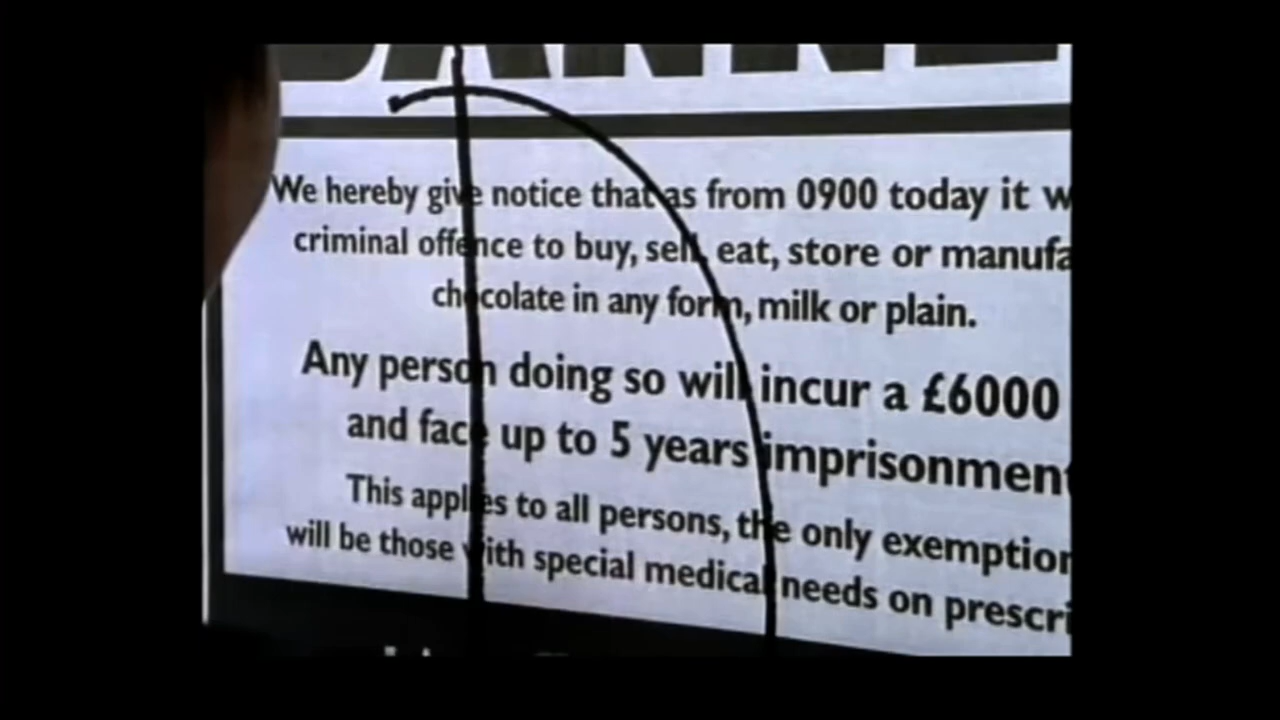 BANNE
We hereby give notice that as from 0900 today it w
criminal offence to buy, sell, eat, store or manufa
chocolate in any form, milk or plain.
Any person doing so will incur a £6000
and face up to 5 years imprisonment
This applies to all persons, the only exemption
will be those with special medical needs on prescri